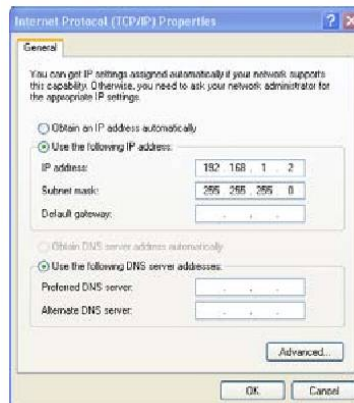 Internet Protocol (TCP/IP) Properties
General
You can get IP settings assigned automatically if your network supports
this capability. Otherwise, you need to ask your network administrator for
the appropriate IP settings.
Obtain an IP address automatically
Use the following IP address:
IP address: 192 . 168 . 1 . 2
Subnet mask: 255 . 255 . 255 . 0
Default gateway: . . .
Obtain DNS server address automatically
Use the following DNS server addresses:
Preferred DNS server: . . .
Alternate DNS server: . . .
Advanced...
OK Cancel